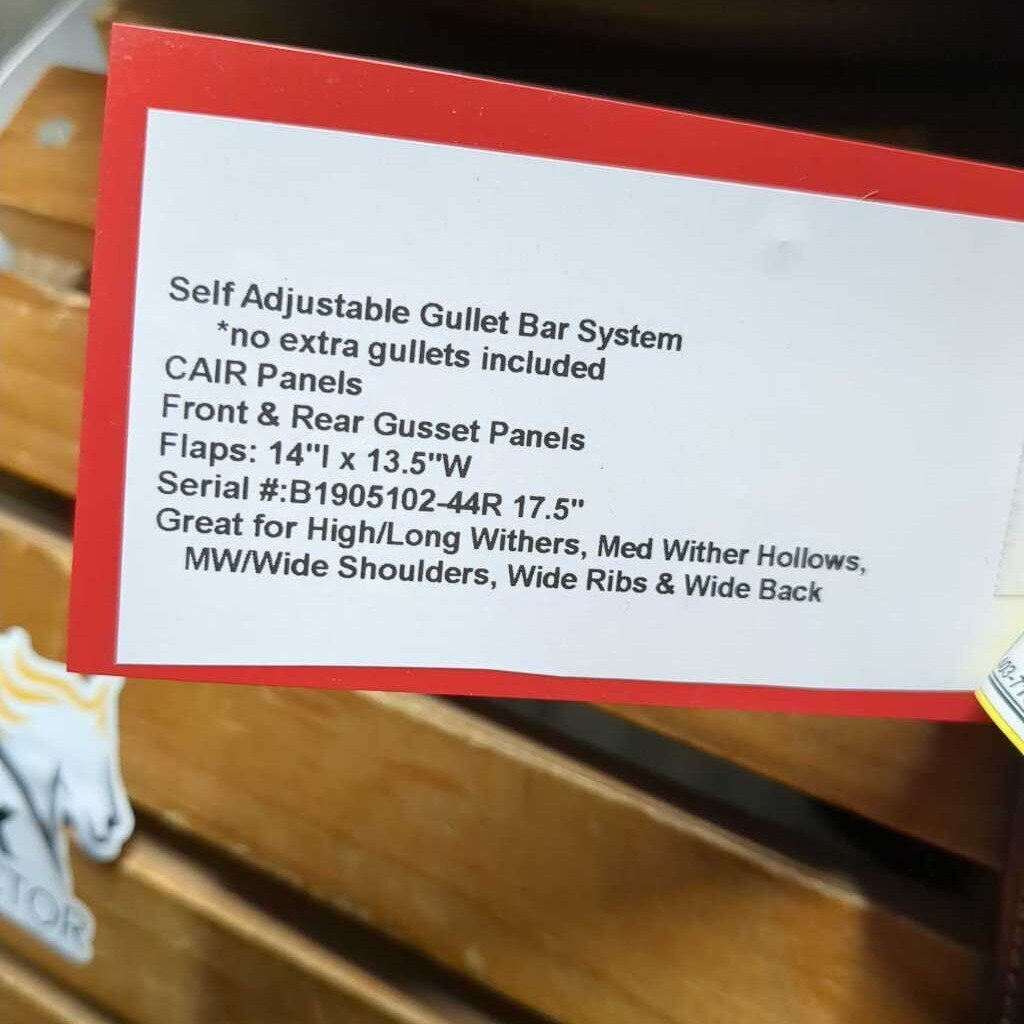 Self Adjustable Gullet Bar System
*no extra gullets included
CAIR Panels
Front & Rear Gusset Panels
Flaps: 14"l x 13.5"W
Serial #:B1905102-44R 17.5"
Great for High/Long Withers, Med Wither Hollows,
MW/Wide Shoulders, Wide Ribs & Wide Back
CTOR